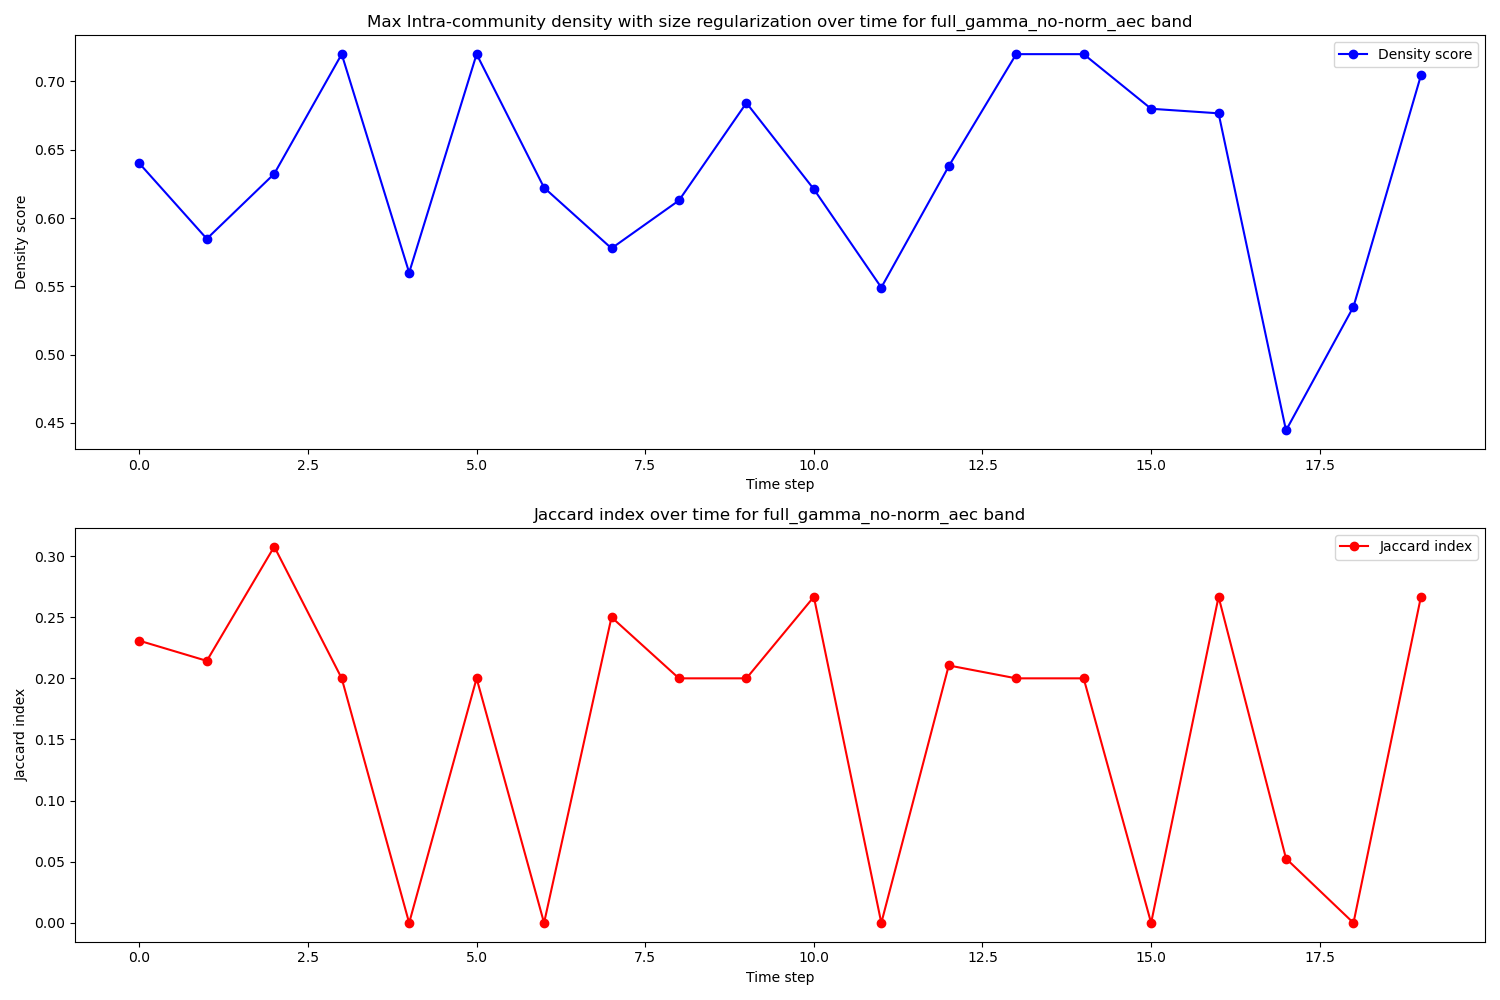 Max Intra-community density with size regularization over time for full_gamma_no-norm_aec band
Density score
0.70
0.65
0.60
0.55
0.50
0.45
Density score
0.0 2.5 5.0 7.5 10.0 12.5 15.0 17.5
Time step
Jaccard index over time for full_gamma_no-norm_aec band
Jaccard index
0.30
0.25
0.20
0.15
0.10
0.05
0.00
Jaccard index
0.0 2.5 5.0 7.5 10.0 12.5 15.0 17.5
Time step